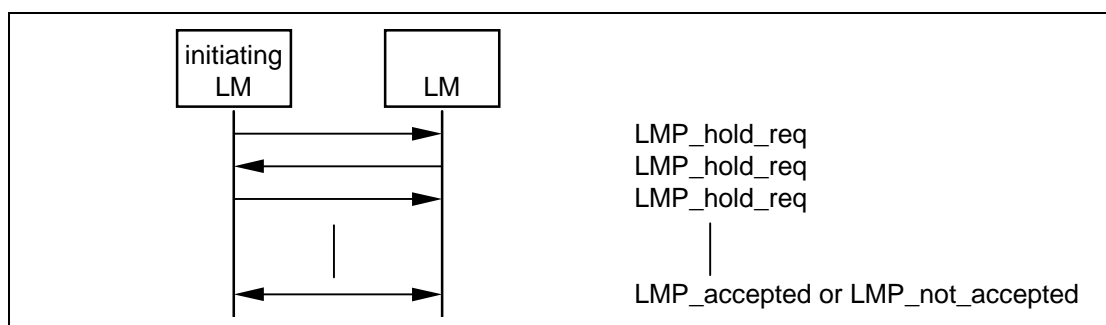 initiating
LM
LM
LMP_hold_req
LMP_hold_req
LMP_hold_req
LMP_accepted or LMP_not_accepted